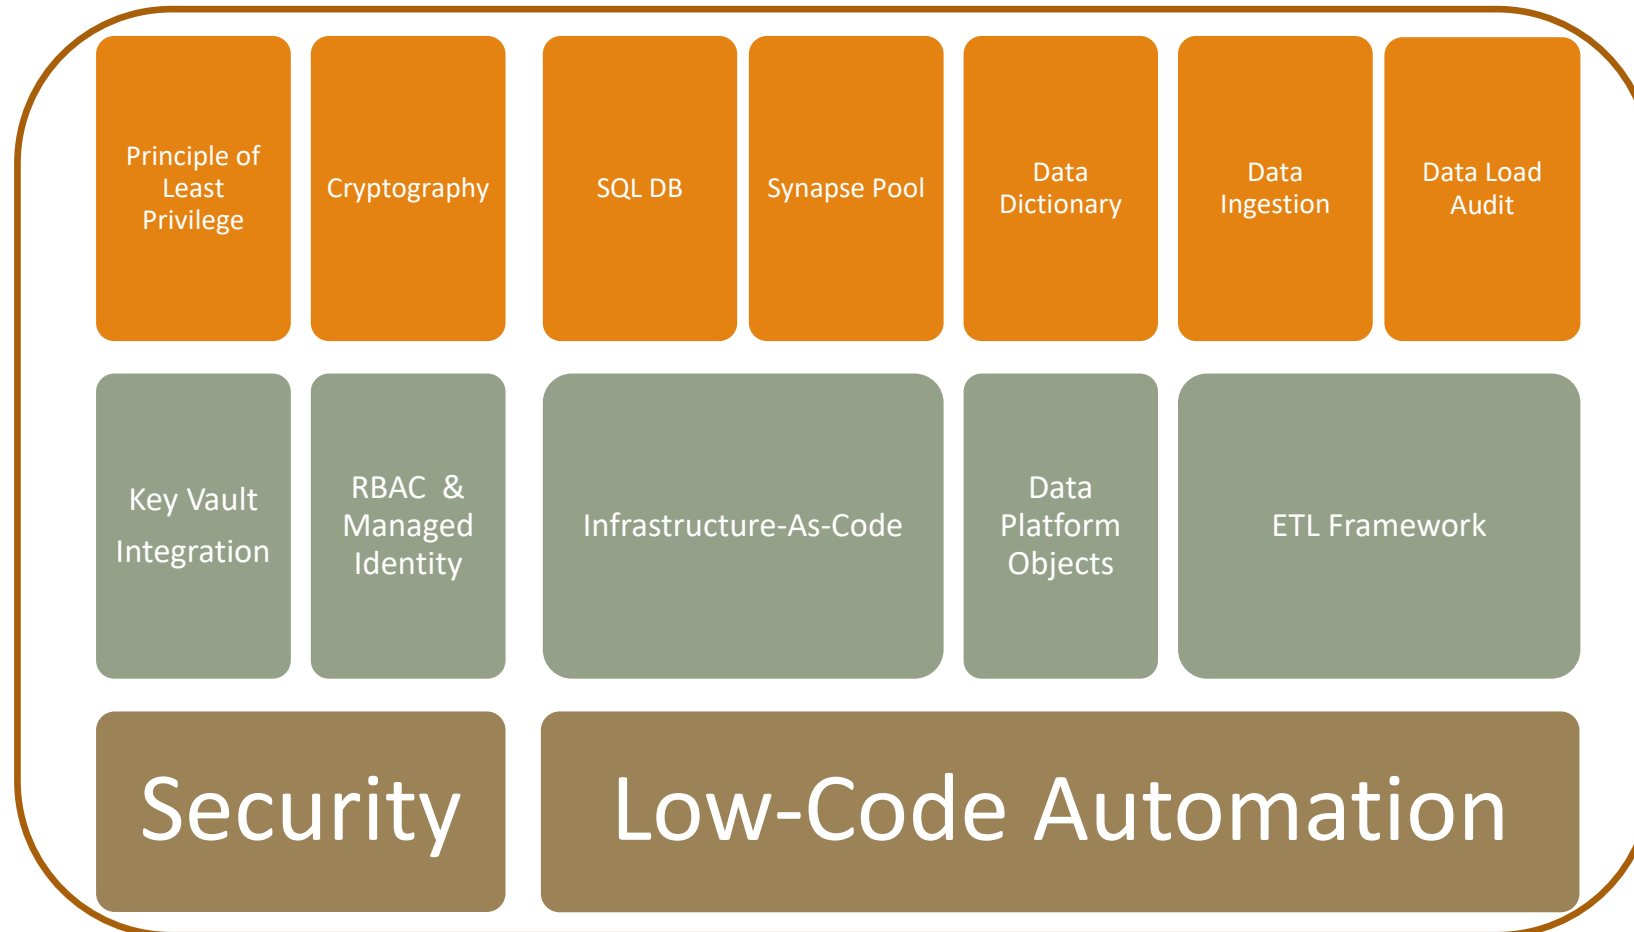 Principle of
Least
Privilege
Cryptography
SQL DB
Synapse Pool
Data
Dictionary
Data
Ingestion
Data Load
Audit
Key Vault
Integration
RBAC  &
Managed
Identity
Infrastructure-As-Code
Data
Platform
Objects
ETL Framework
Security
Low-Code Automation